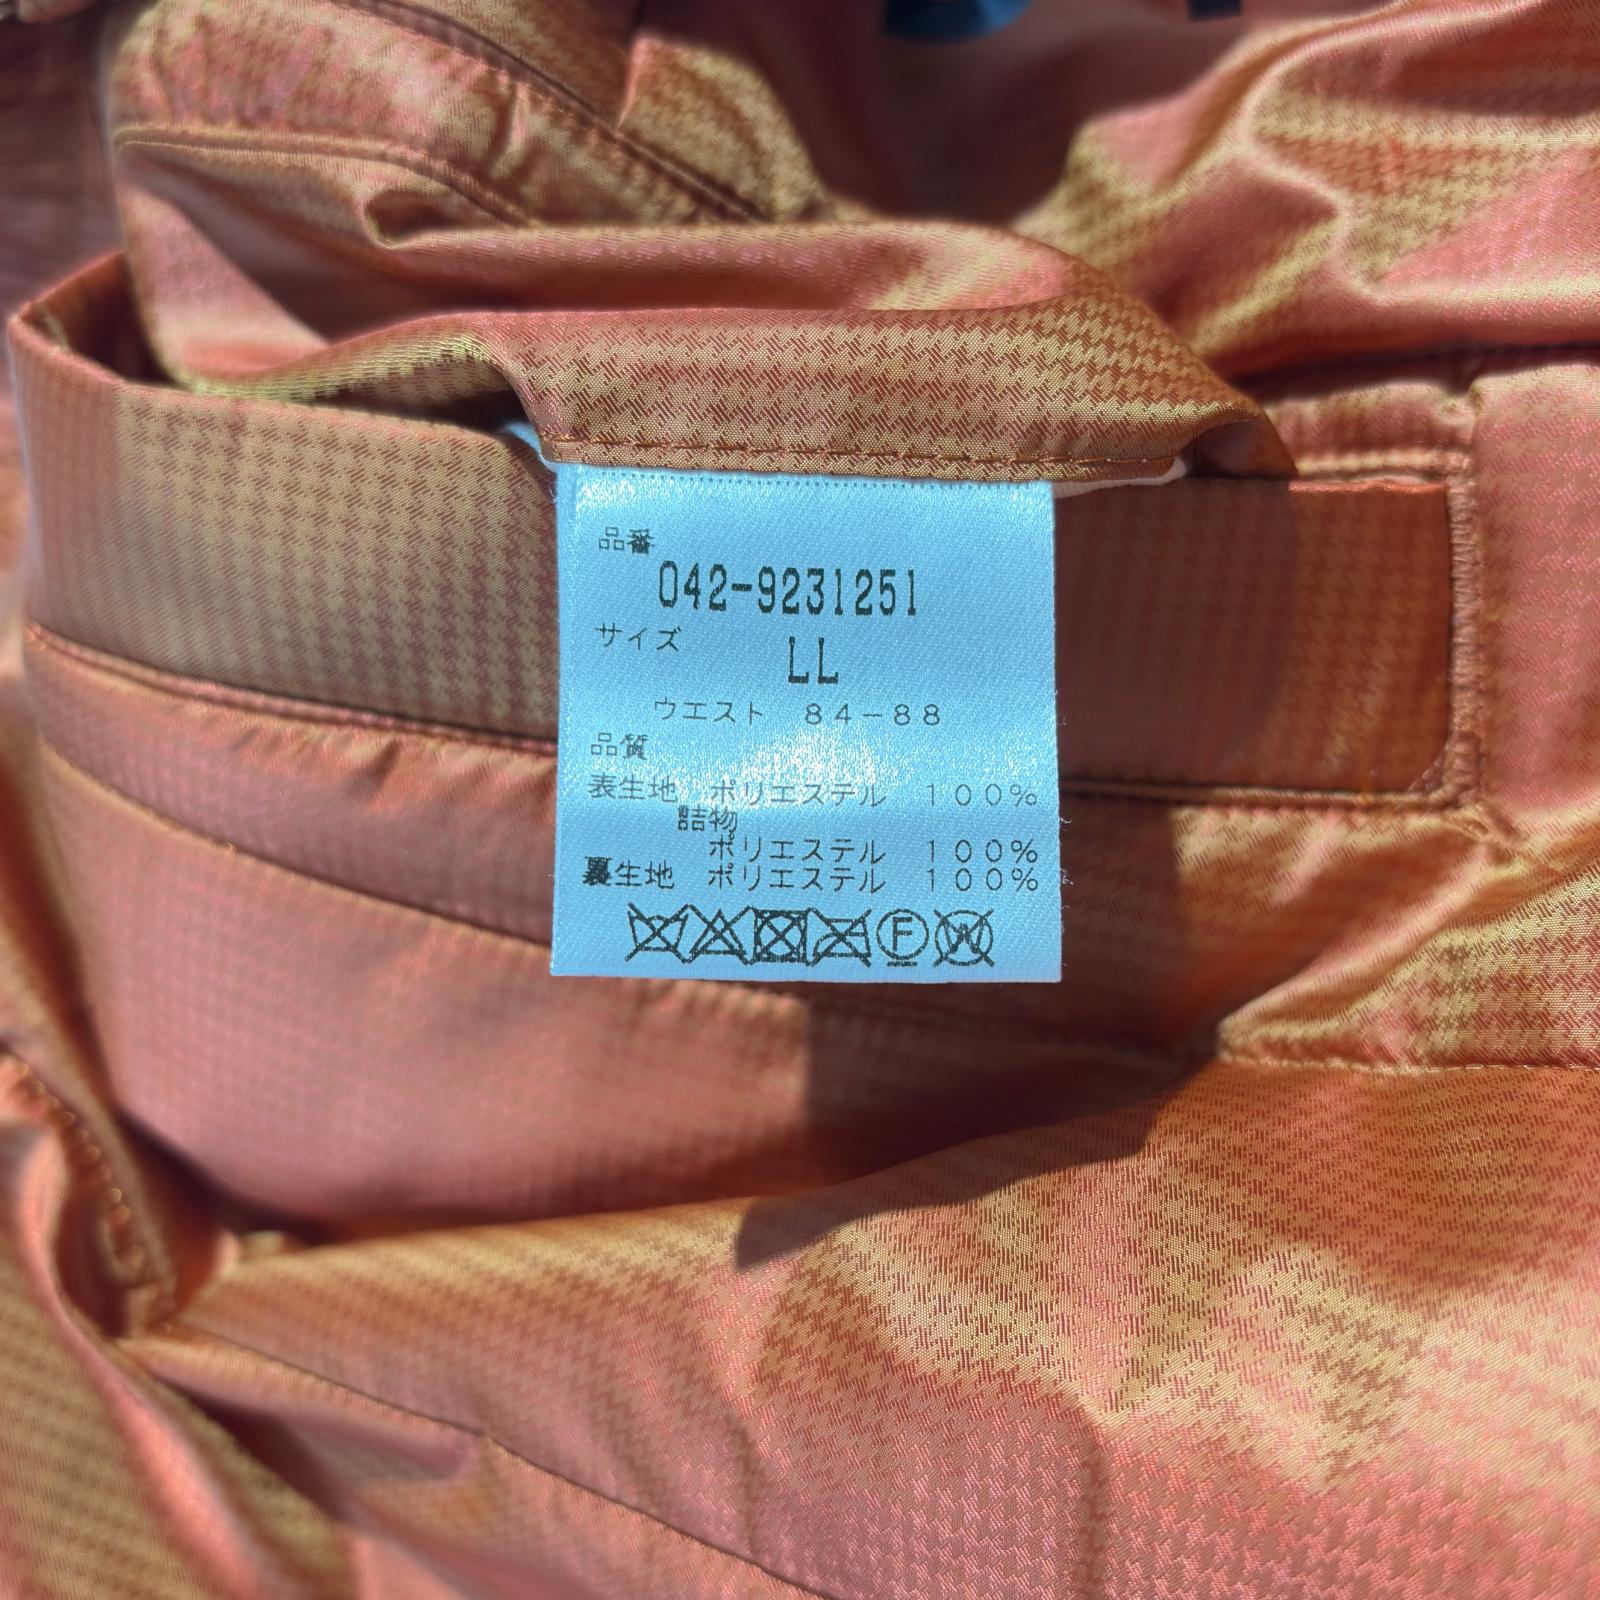 品番
042-9231251
サイズ
LL
ウエスト 84-88
品質
表生地 ポリエステル 100%
詰物
ポリエステル 100%
裏生地 ポリエステル 100%
F W